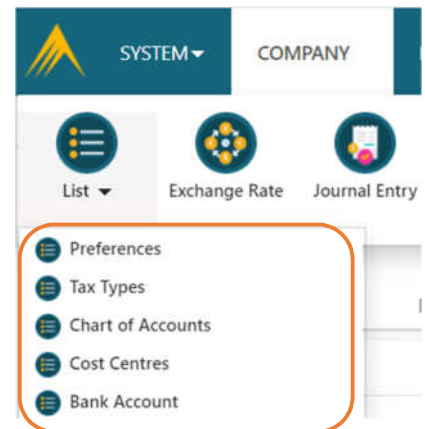 SYSTEM COMPANY
List Exchange Rate Journal Entry
Preferences
Tax Types
Chart of Accounts
Cost Centres
Bank Account